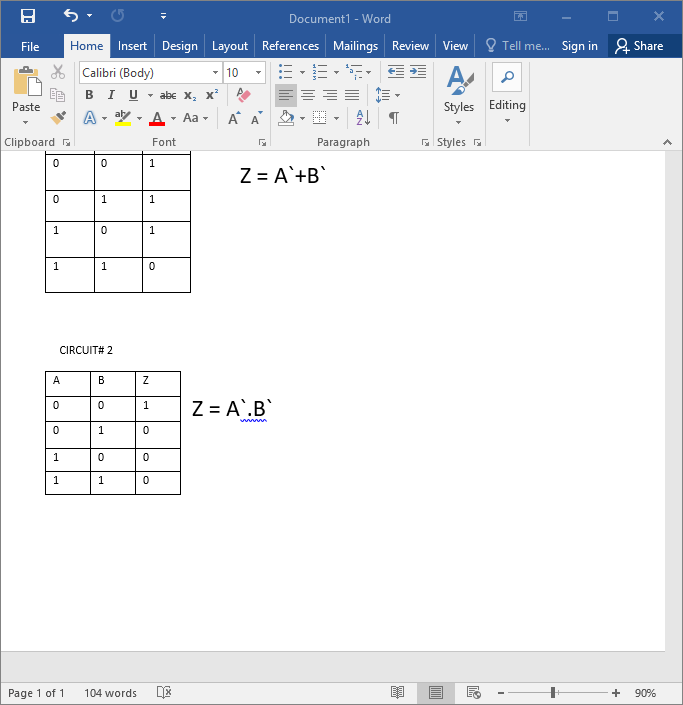 Document1 - Word
File Home Insert Design Layout References Mailings Review View Tell me... Sign in Share
Calibri (Body) 10
Paste
B I U abc x₂ x²
A ab A Aa A A
Styles Editing
Clipboard Font Paragraph Styles
0 0 1
Z = A`+B`
0 1 1
1 0 1
1 1 0
CIRCUIT# 2
A B Z
0 0 1
Z = A`.B`
0 1 0
1 0 0
1 1 0
Page 1 of 1 104 words 90%